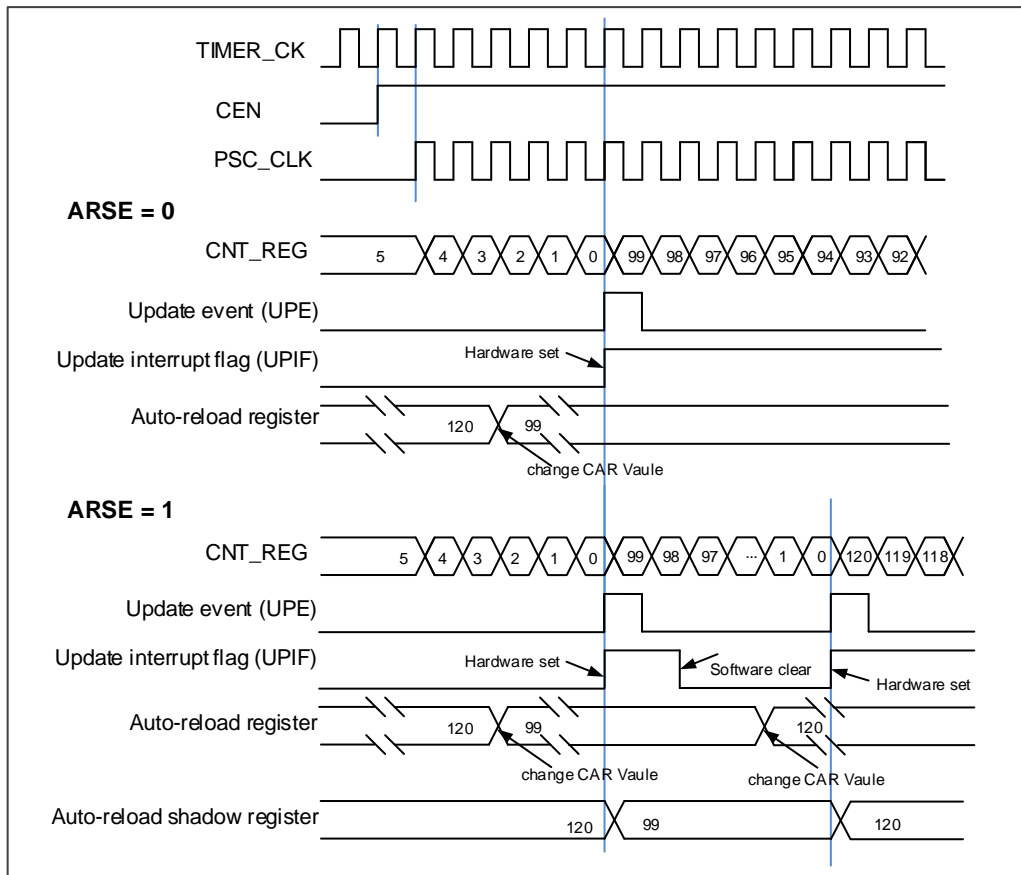 TIMER_CK
CEN
PSC_CLK
ARSE = 0
CNT_REG 5 4 3 2 1 0 99 98 97 96 95 94 93 92
Update event (UPE)
Update interrupt flag (UPIF) Hardware set
Auto-reload register 120 99
change CAR Vaule
ARSE = 1
CNT_REG 5 4 3 2 1 0 99 98 97 ... 1 0 120 119 118
Update event (UPE)
Update interrupt flag (UPIF) Hardware set Software clear Hardware set
Auto-reload register 120 99 120
change CAR Vaule change CAR Vaule
Auto-reload shadow register 120 99 120